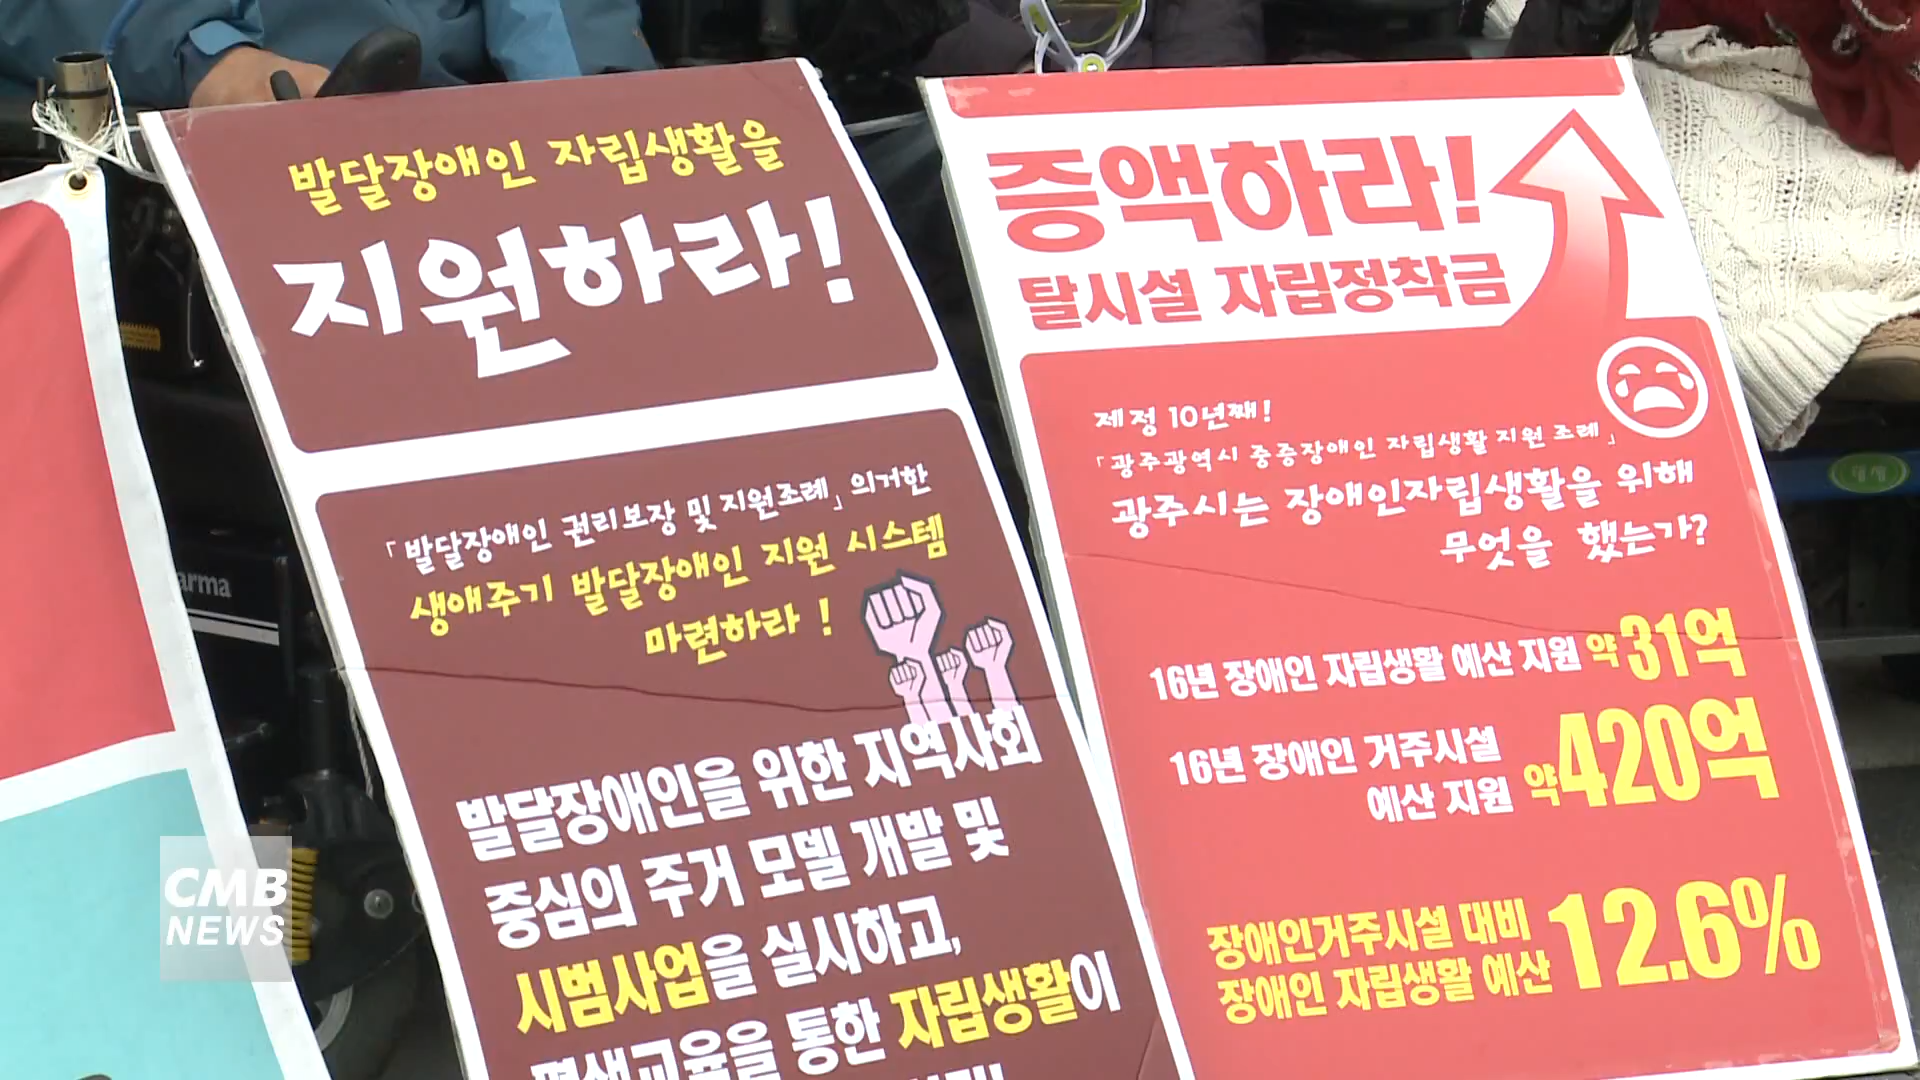 발달장애인 자립생활을
지원하라!
「발달장애인 권리보장 및 지원조례」 의거한
생애주기 발달장애인 지원 시스템
마련하라 !
발달장애인을 위한 지역사회
중심의 주거 모델 개발 및
시범사업을 실시하고,
평생교육을 통한 자립생활이
증액하라!
탈시설 자립정착금
제정 10년째!
「광주광역시 중증장애인 자립생활 지원 조례」
광주시는 장애인자립생활을 위해
무엇을 했는가?
16년 장애인 자립생활 예산 지원 약 31억
16년 장애인 거주시설
예산 지원 약 420억
장애인거주시설 대비
장애인 자립생활 예산 12.6%
arma
대세
CMB
NEWS